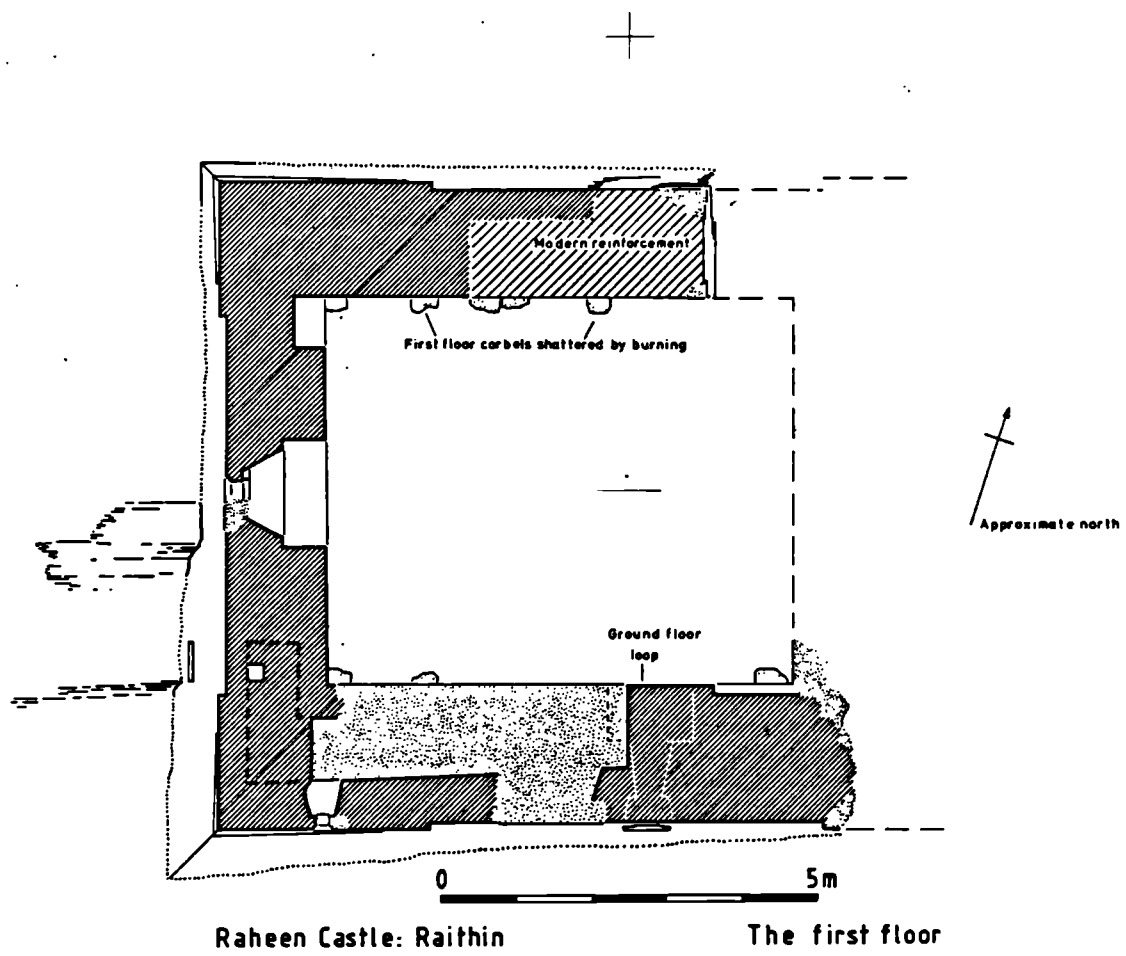 Modern reinforcement
First floor corbels shattered by burning
Approximate north
Ground floor
loop
0 5m
Raheen Castle: Raithin The first floor